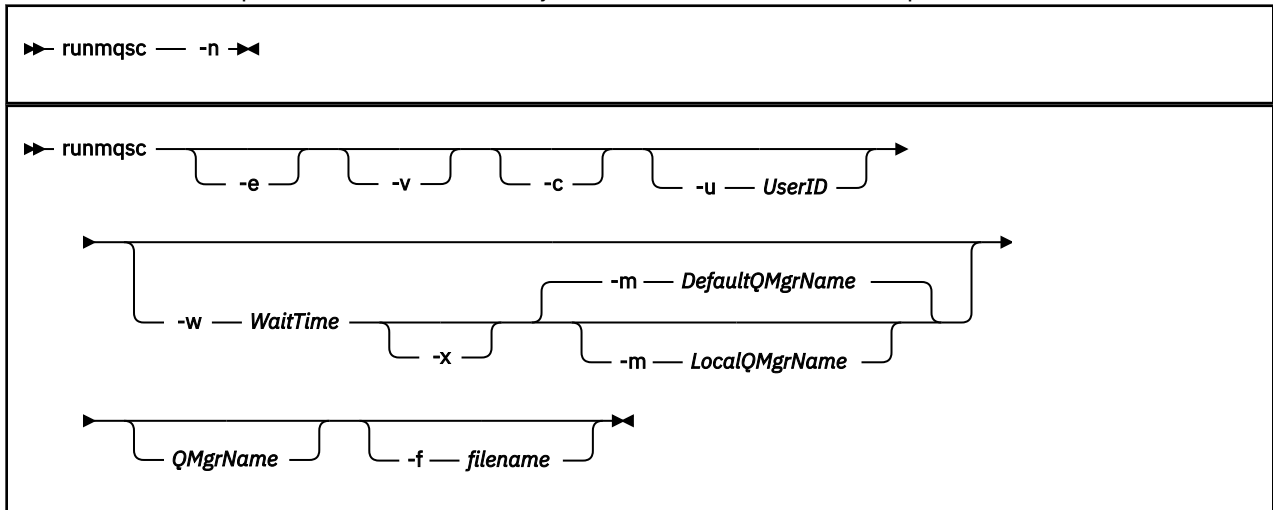 runmqsc -n
runmqsc
-e -v -c -u UserID
-m DefaultQMgrName
-w WaitTime
-x -m LocalQMgrName
QMgrName -f filename